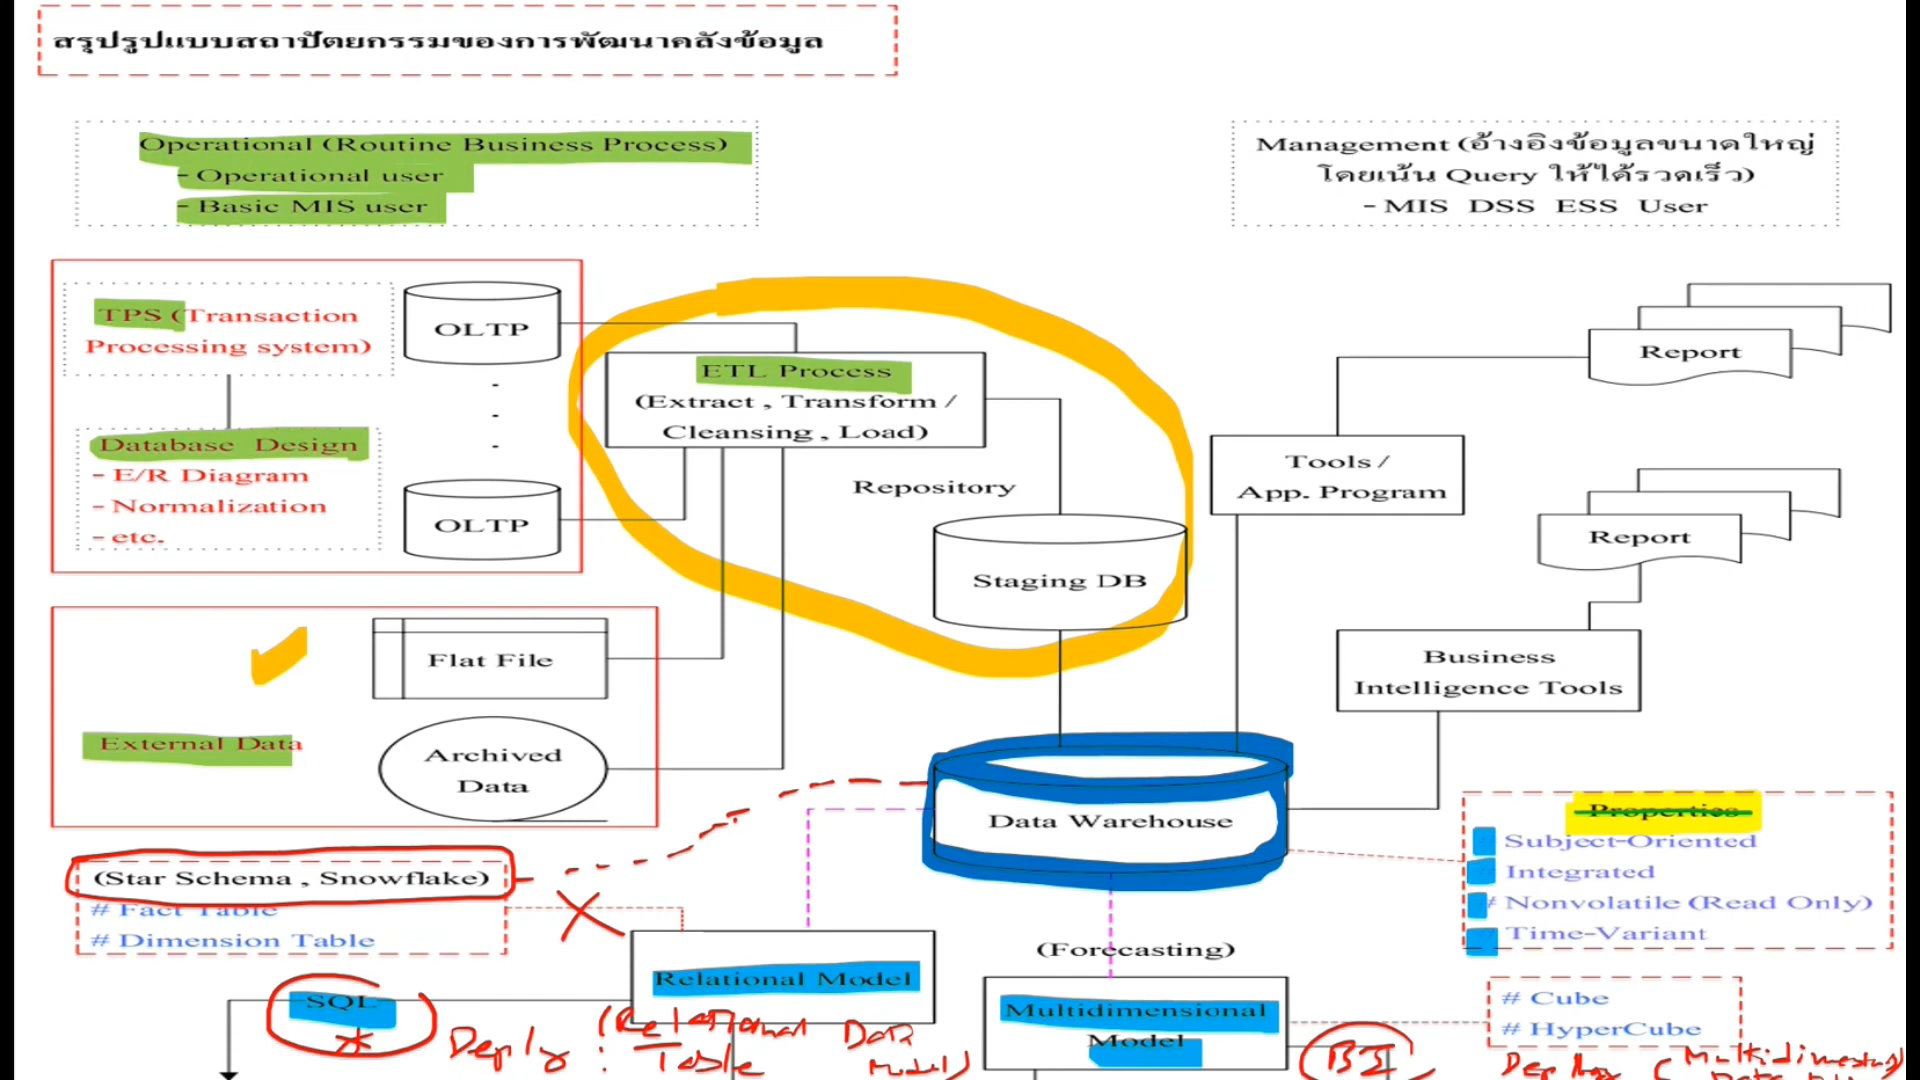 สรุปรูปแบบสถาปัตยกรรมของการพัฒนาคลังข้อมูล
Operational (Routine Business Process)
- Operational user
- Basic MIS user
Management (อ้างอิงข้อมูลขนาดใหญ่
โดยเน้น Query ให้ได้รวดเร็ว)
- MIS DSS ESS User
TPS (Transaction
Processing system)
OLTP
ETL Process
(Extract , Transform /
Cleansing , Load)
Report
Database Design
- E/R Diagram
- Normalization
- etc.
OLTP
Repository
Staging DB
Tools /
App. Program
Report
Flat File
Business
Intelligence Tools
External Data
Archived
Data
Data Warehouse
Properties
# Subject-Oriented
# Integrated
# Nonvolatile (Read Only)
# Time-Variant
(Star Schema , Snowflake)
# Fact Table
# Dimension Table
(Forecasting)
Relational Model
Multidimensional
Model
# Cube
# HyperCube
SQL
Deploy : Table
(Relational Data
Model)
BI